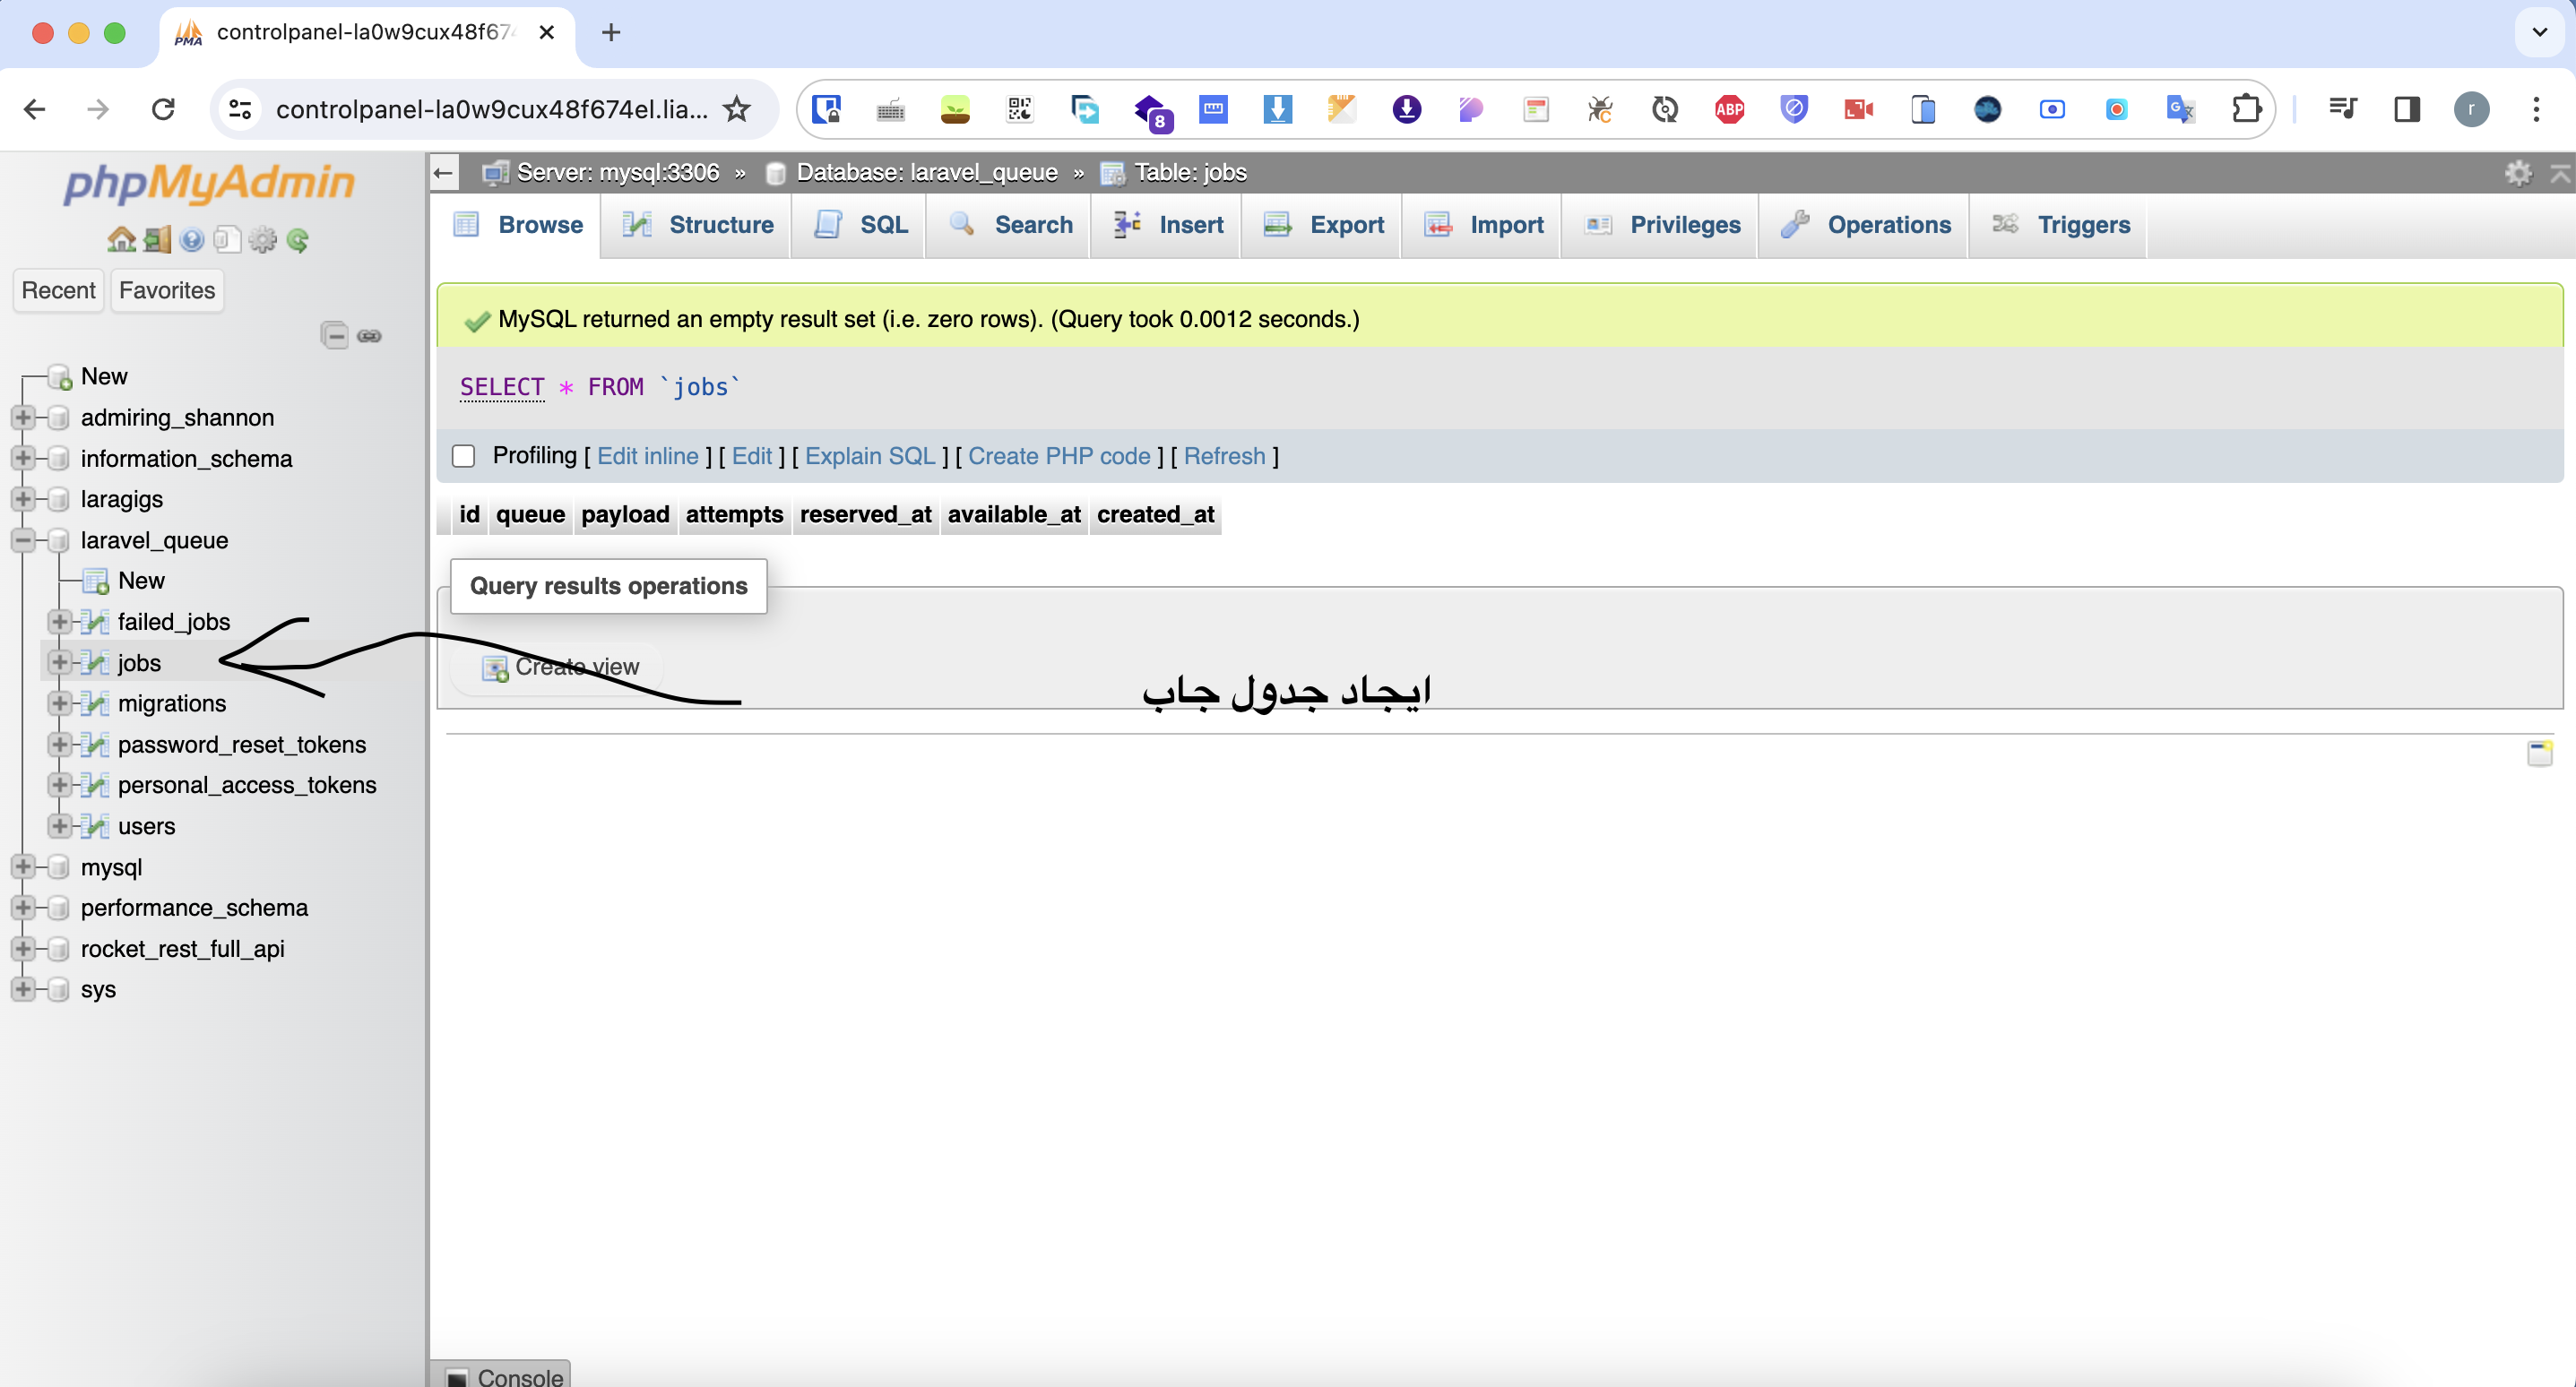 controlpanel-la0w9cux48f674
controlpanel-la0w9cux48f674el.lia...
8
ABP
r
phpMyAdmin
Recent Favorites
New
admiring_shannon
information_schema
laragigs
laravel_queue
New
failed_jobs
jobs
migrations
password_reset_tokens
personal_access_tokens
users
mysql
performance_schema
rocket_rest_full_api
sys
Server: mysql:3306 » Database: laravel_queue » Table: jobs
Browse Structure SQL Search Insert Export Import Privileges Operations Triggers
MySQL returned an empty result set (i.e. zero rows). (Query took 0.0012 seconds.)
SELECT * FROM `jobs`
Profiling [ Edit inline ] [ Edit ] [ Explain SQL ] [ Create PHP code ] [ Refresh ]
id queue payload attempts reserved_at available_at created_at
Query results operations
Create view
ایجاد جدول جاب
Console